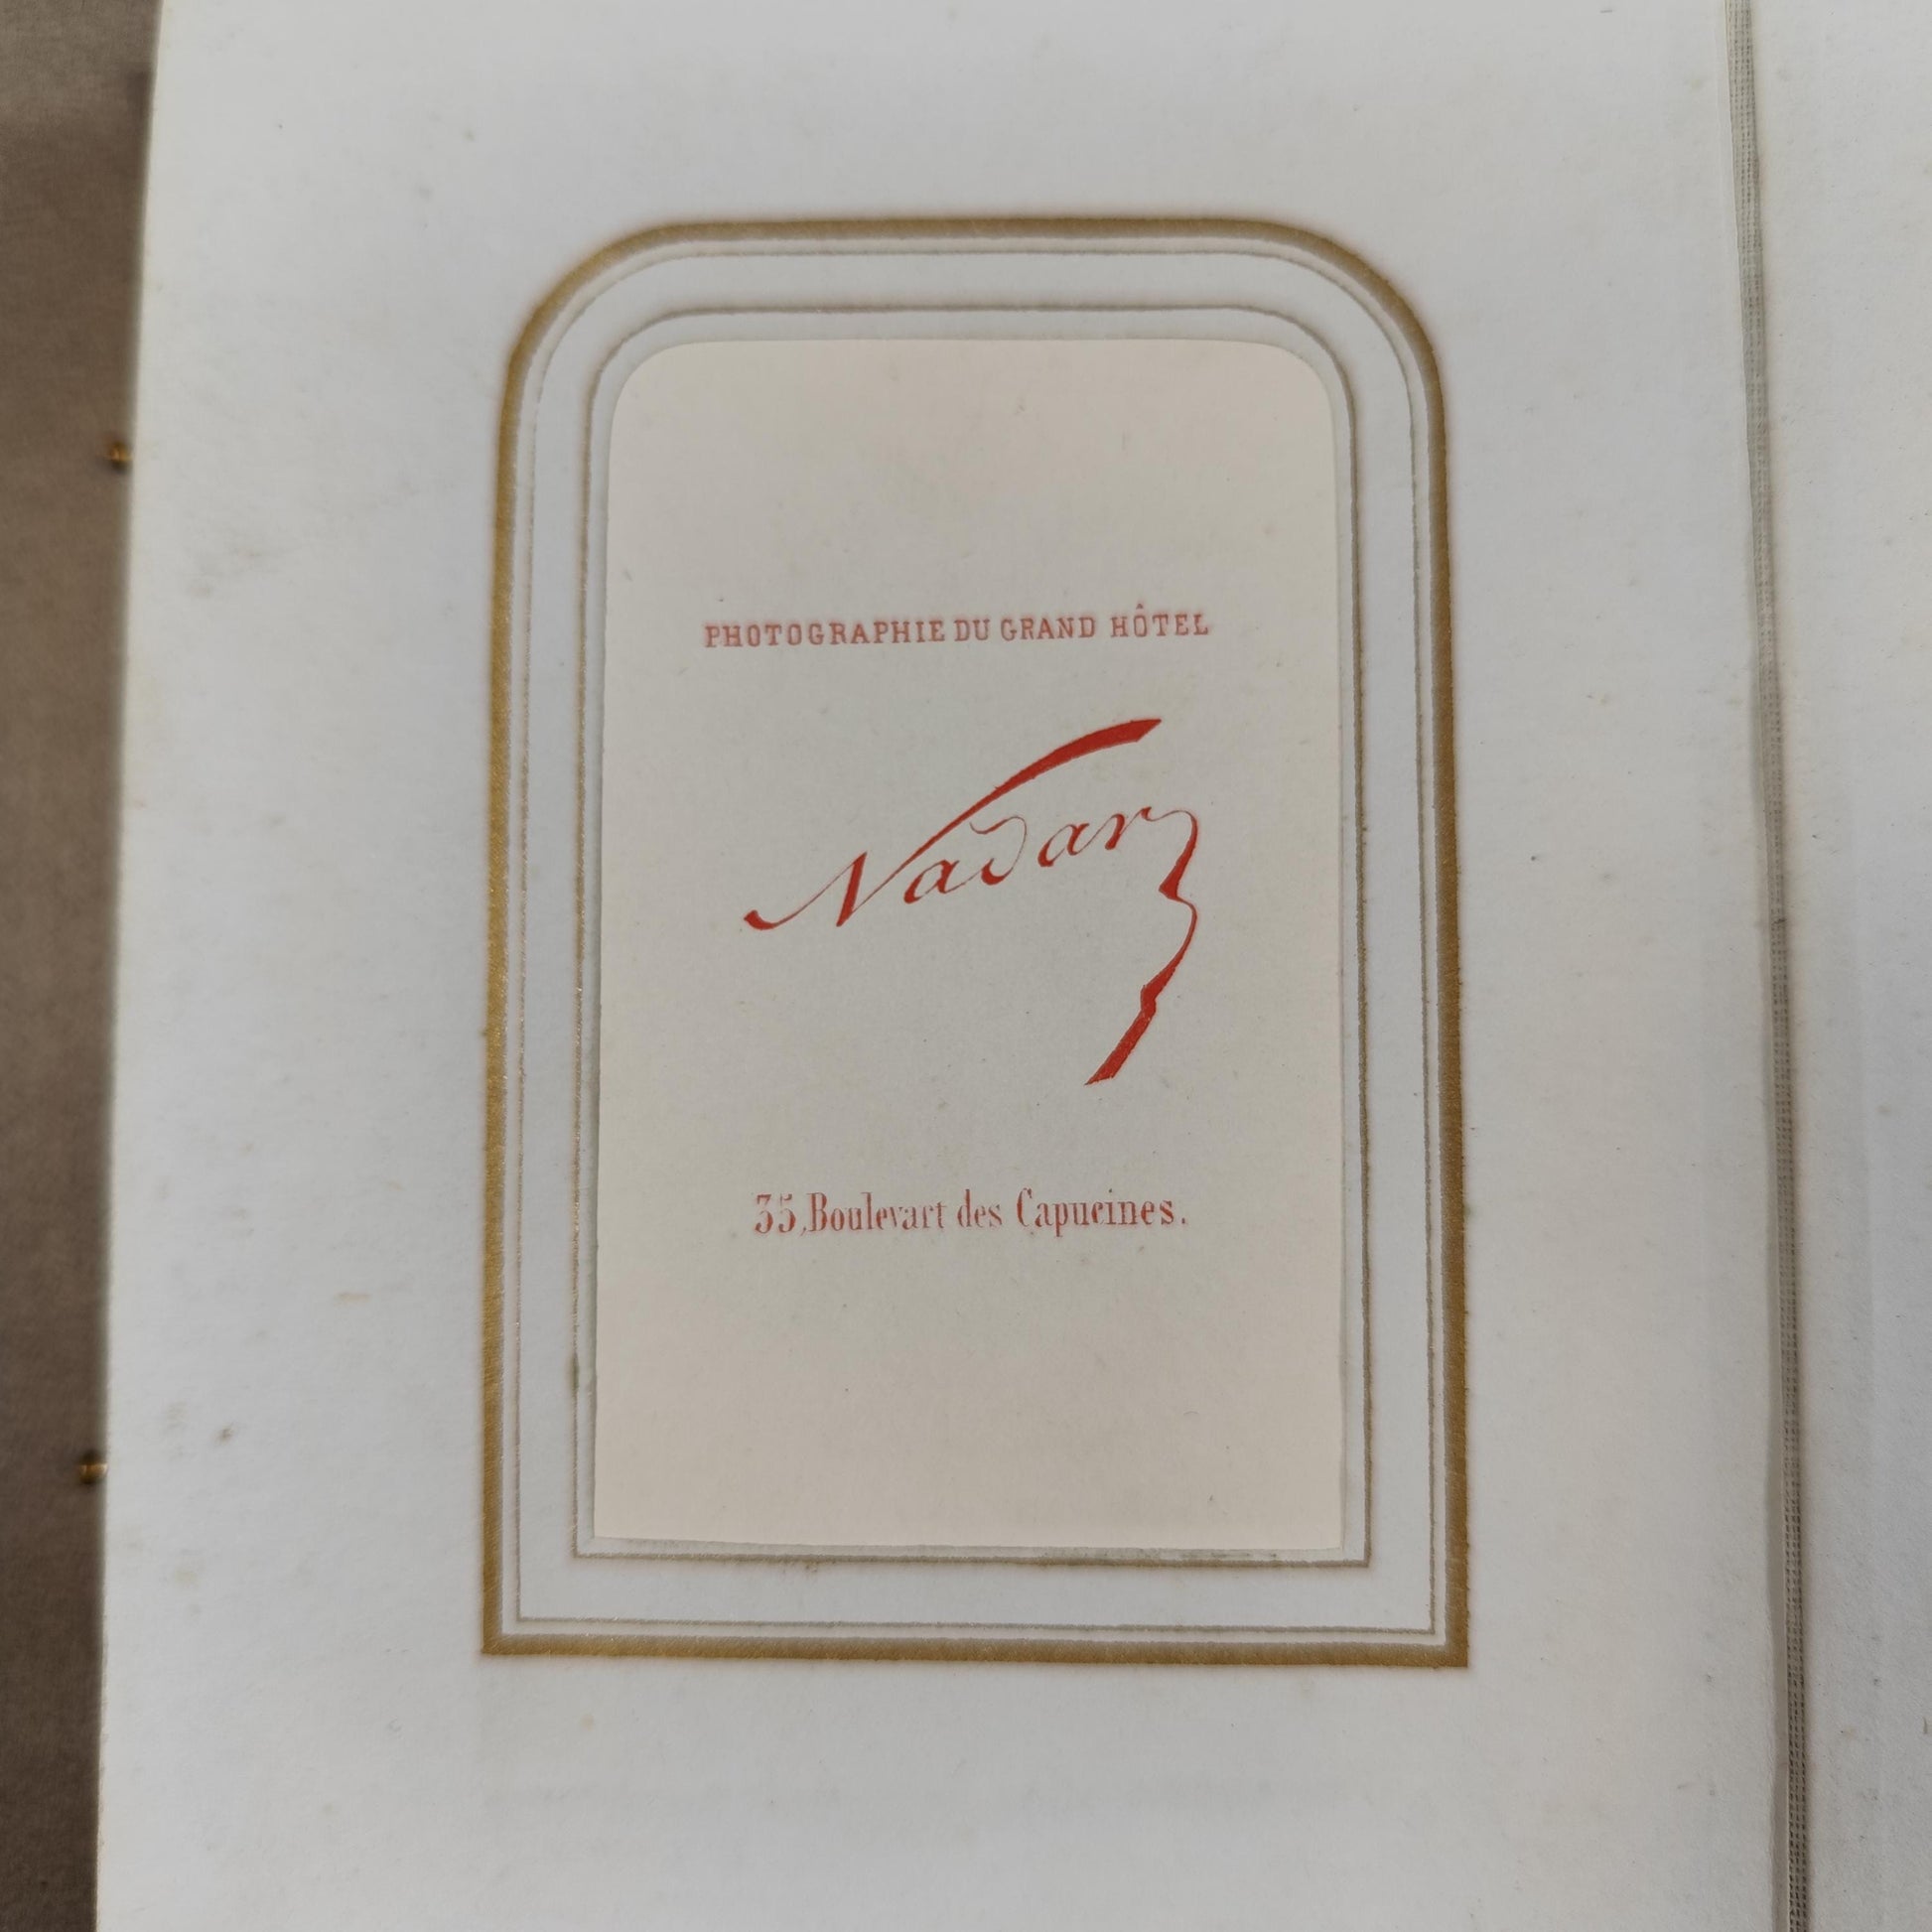 PHOTOGRAPHIE DU GRAND HÔTEL
Nadar
35, Boulevart des Capucines.